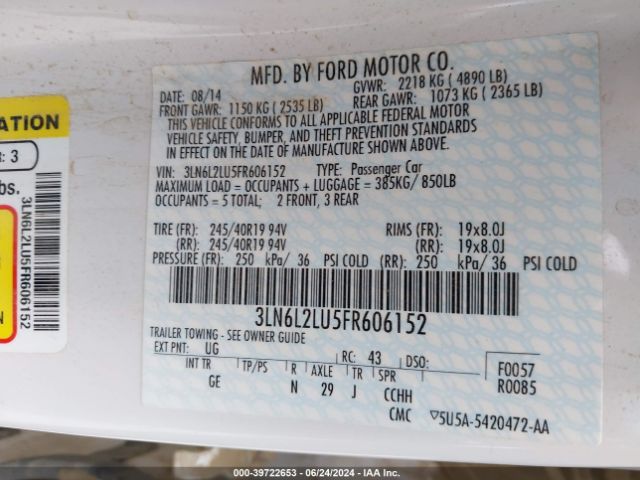 MFD. BY FORD MOTOR CO.
DATE: 08/14 GVWR: 2218 KG ( 4890 LB)
FRONT GAWR: 1150 KG ( 2535 LB) REAR GAWR: 1073 KG ( 2365 LB)
THIS VEHICLE CONFORMS TO ALL APPLICABLE FEDERAL MOTOR
VEHICLE SAFETY, BUMPER, AND THEFT PREVENTION STANDARDS
IN EFFECT ON THE DATE OF MANUFACTURE SHOWN ABOVE.
VIN: 3LN6L2LU5FR606152 TYPE: Passenger Car
MAXIMUM LOAD = OCCUPANTS + LUGGAGE = 385KG/ 850LB
OCCUPANTS = 5 TOTAL; 2 FRONT, 3 REAR
TIRE (FR): 245/40R19 94V RIMS (FR): 19x8.0J
(RR): 245/40R19 94V (RR): 19x8.0J
PRESSURE (FR): 250 kPa/ 36 PSI COLD (RR): 250 kPa/ 36 PSI COLD
3LN6L2LU5FR606152
TRAILER TOWING - SEE OWNER GUIDE
EXT PNT: UG RC: 43 DSO: F0057
INT TR TP/PS R AXLE TR SPR R0085
GE N 29 J CCHH
CMC 5U5A-5420472-AA
ATION
R: 3
lbs.
3LN6L2LU5FR606152
N
000-39722653 - 06/24/2024 - IAA Inc.